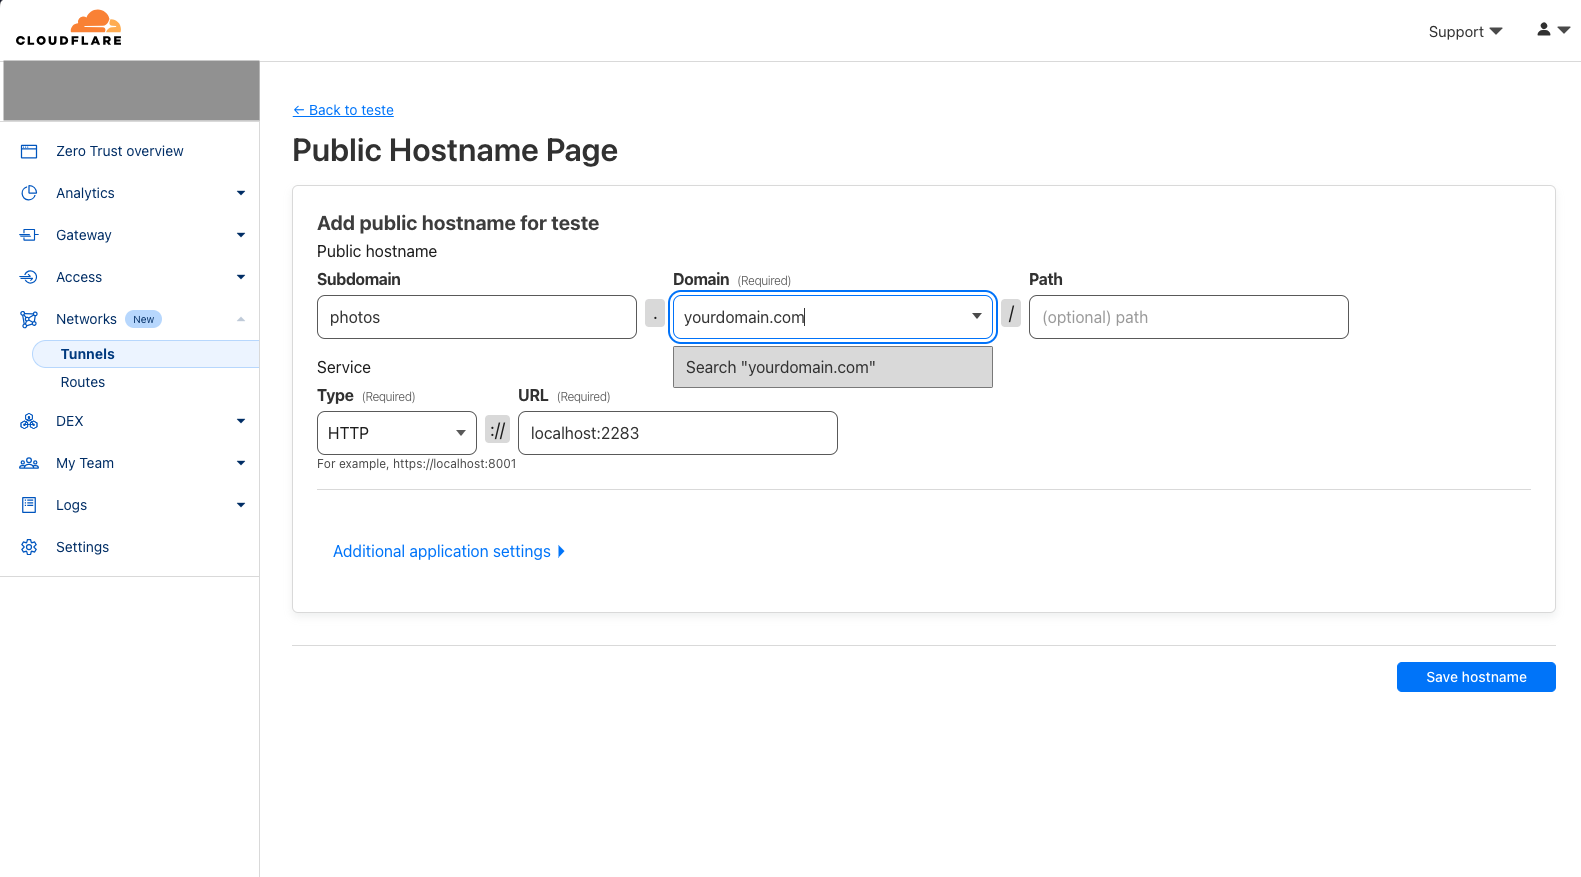 CLOUDFLARE
Support
Zero Trust overview
Analytics
Gateway
Access
Networks New
Tunnels
Routes
DEX
My Team
Logs
Settings
← Back to teste
Public Hostname Page
Add public hostname for teste
Public hostname
Subdomain Domain (Required) Path
photos . yourdomain.com / (optional) path
Search "yourdomain.com"
Service
Type (Required) URL (Required)
HTTP :// localhost:2283
For example, https://localhost:8001
Additional application settings
Save hostname